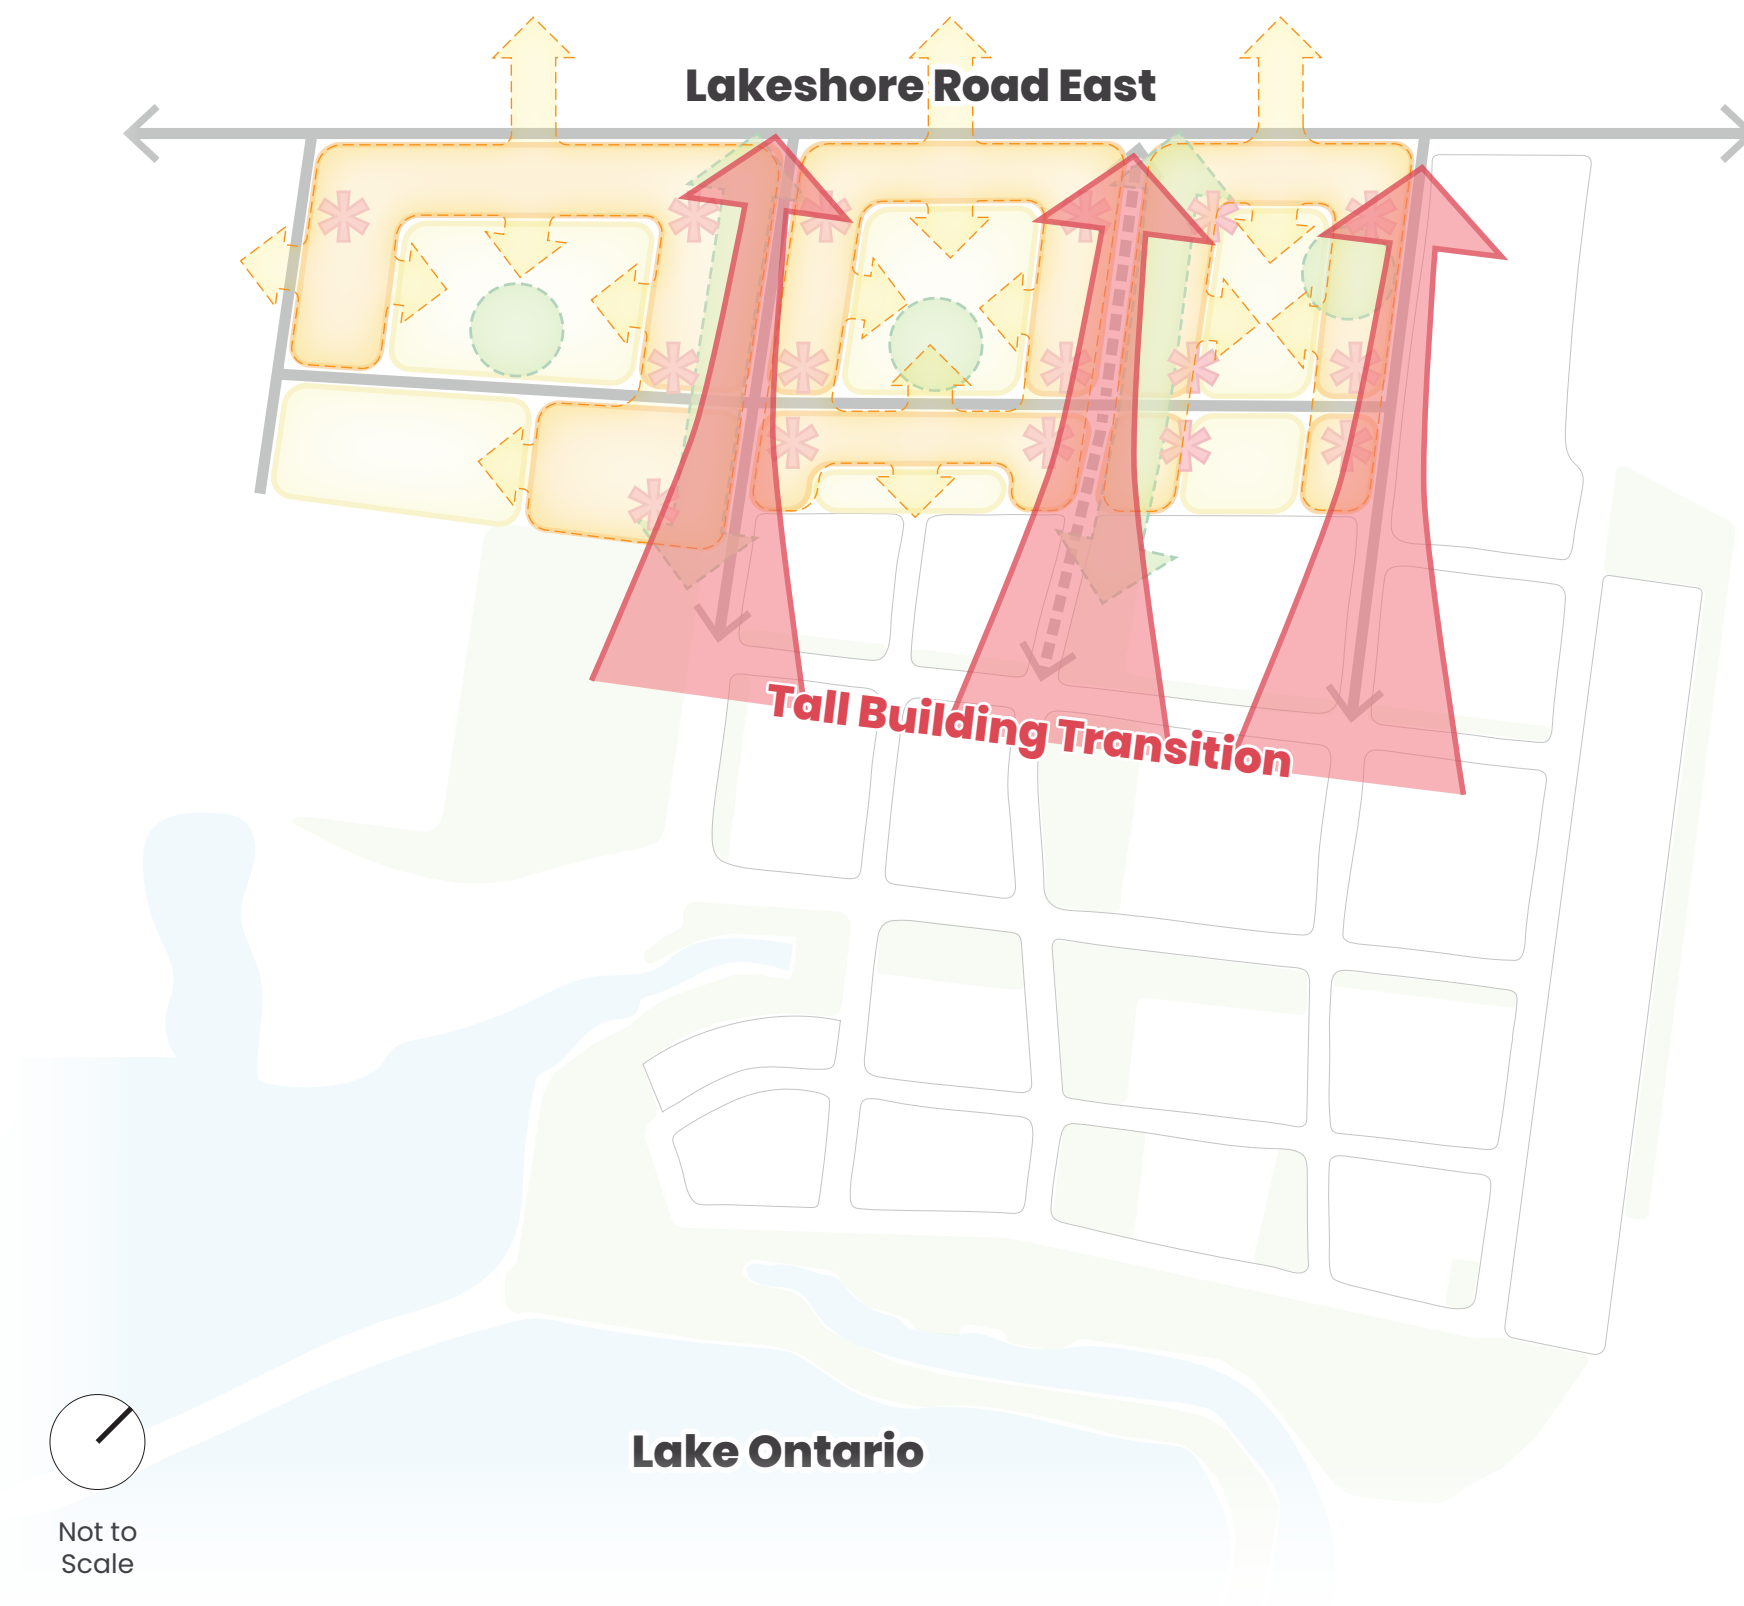 Lakeshore Road East
Tall Building Transition
Lake Ontario
Not to
Scale